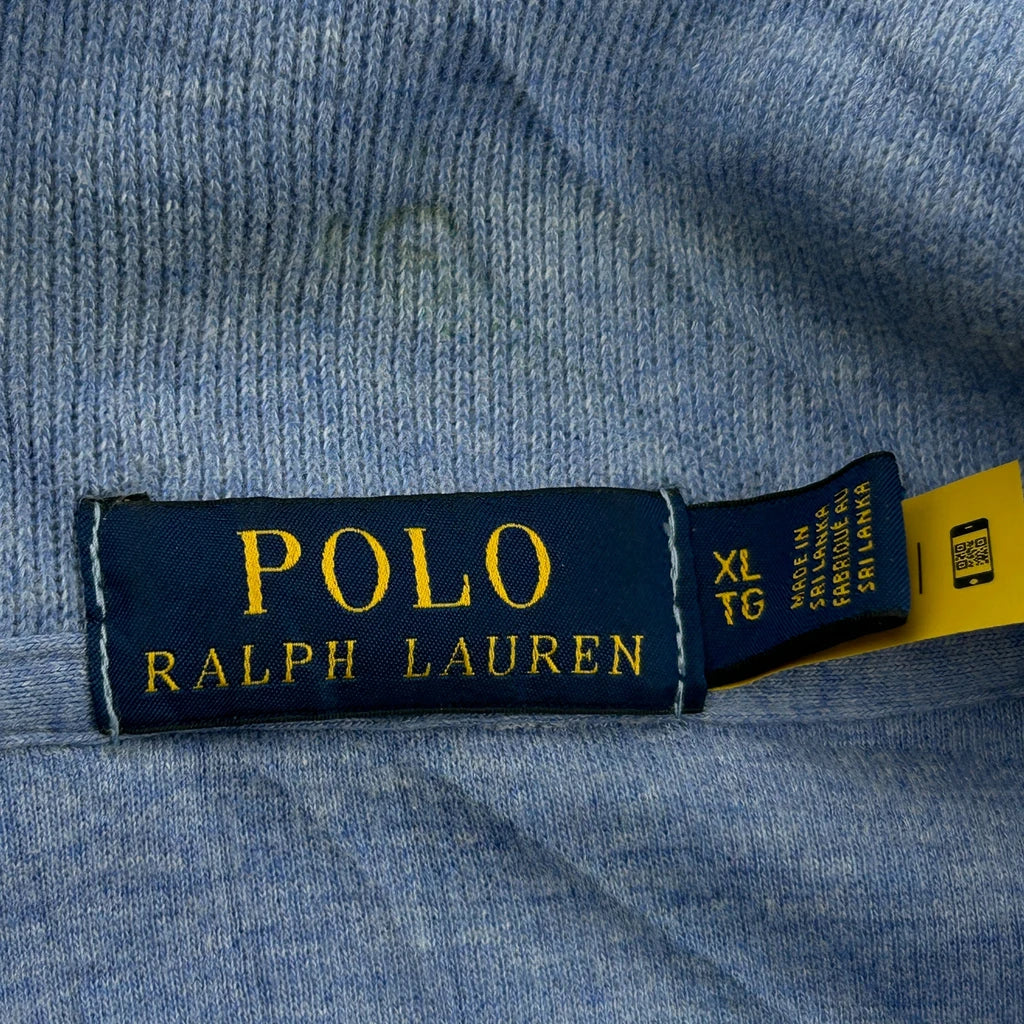 POLO
RALPH LAUREN
XL
TG
MADE IN
SRI LANKA
FABRIQUÉ AU
SRI LANKA